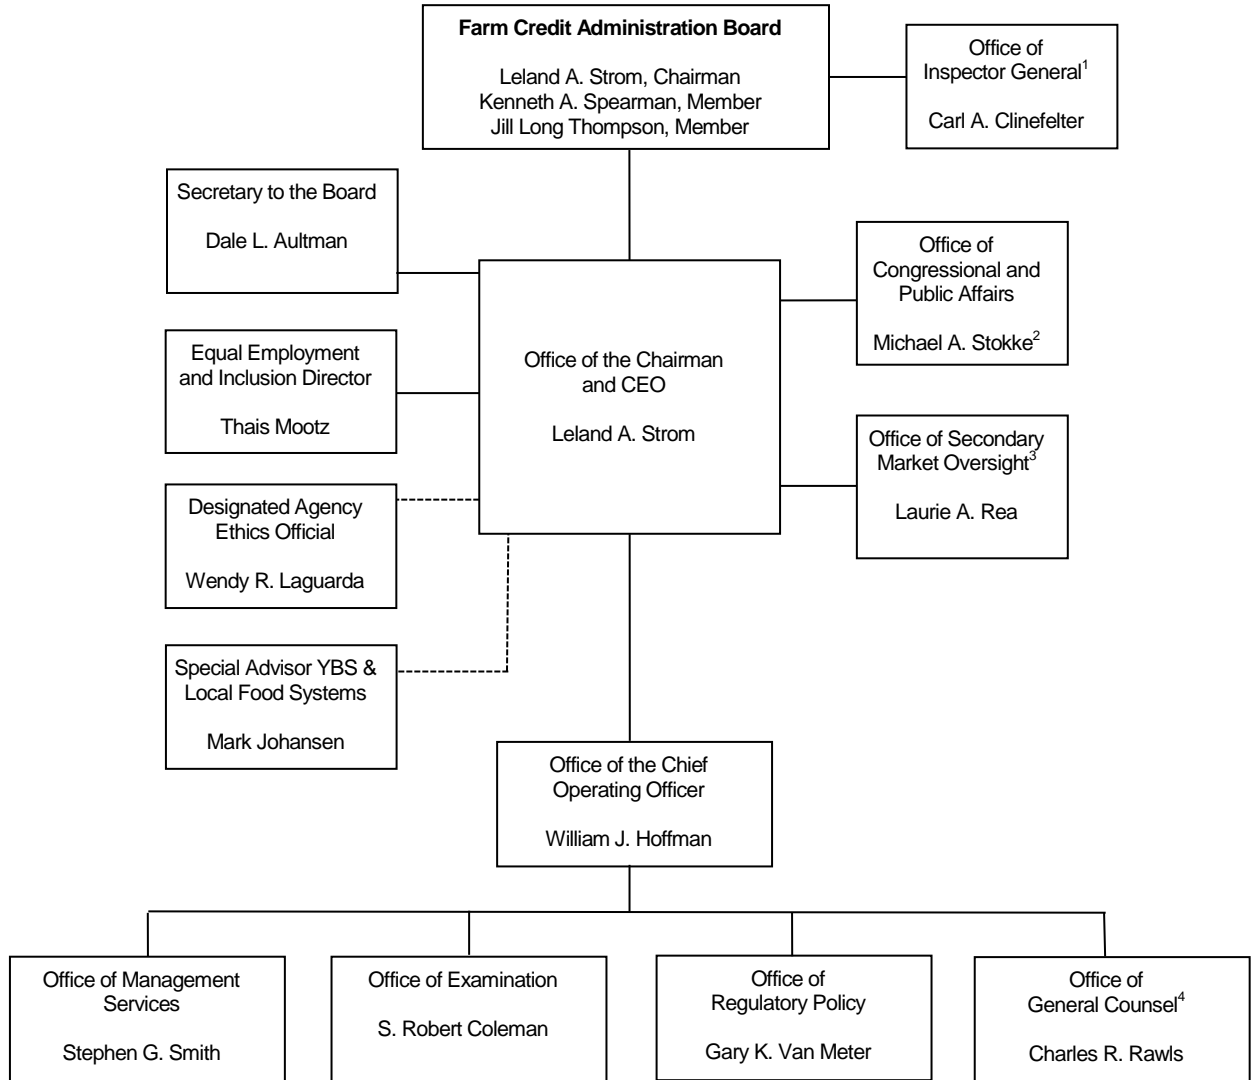 Farm Credit Administration Board
Leland A. Strom, Chairman
Kenneth A. Spearman, Member
Jill Long Thompson, Member
Office of
Inspector General¹
Carl A. Clinefelter
Secretary to the Board
Dale L. Aultman
Office of
Congressional and
Public Affairs
Michael A. Stokke²
Equal Employment
and Inclusion Director
Thais Mootz
Office of the Chairman
and CEO
Leland A. Strom
Office of Secondary
Market Oversight³
Laurie A. Rea
Designated Agency
Ethics Official
Wendy R. Laguarda
Special Advisor YBS &
Local Food Systems
Mark Johansen
Office of the Chief
Operating Officer
William J. Hoffman
Office of Management
Services
Stephen G. Smith
Office of Examination
S. Robert Coleman
Office of
Regulatory Policy
Gary K. Van Meter
Office of
General Counsel⁴
Charles R. Rawls